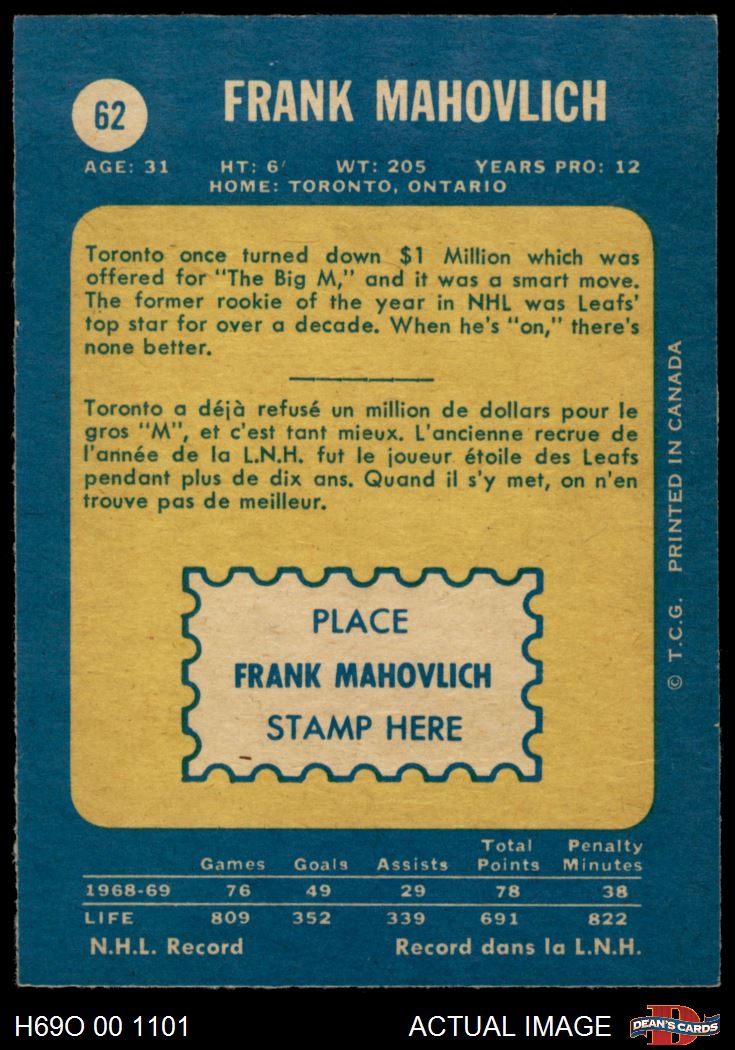 62
FRANK MAHOVLICH
AGE: 31 HT: 6' WT: 205 YEARS PRO: 12
HOME: TORONTO, ONTARIO
Toronto once turned down $1 Million which was
offered for "The Big M," and it was a smart move.
The former rookie of the year in NHL was Leafs'
top star for over a decade. When he's "on," there's
none better.
Toronto a déjà refusé un million de dollars pour le
gros "M", et c'est tant mieux. L'ancienne recrue de
l'année de la L.N.H. fut le joueur étoile des Leafs
pendant plus de dix ans. Quand il s'y met, on n'en
trouve pas de meilleur.
PLACE
FRANK MAHOVLICH
STAMP HERE
© T.C.G. PRINTED IN CANADA
Total Penalty
Games Goals Assists Points Minutes
1968-69 76 49 29 78 38
LIFE 809 352 339 691 822
N.H.L. Record Record dans la L.N.H.
H69O 00 1101 ACTUAL IMAGE DEAN'S CARDS